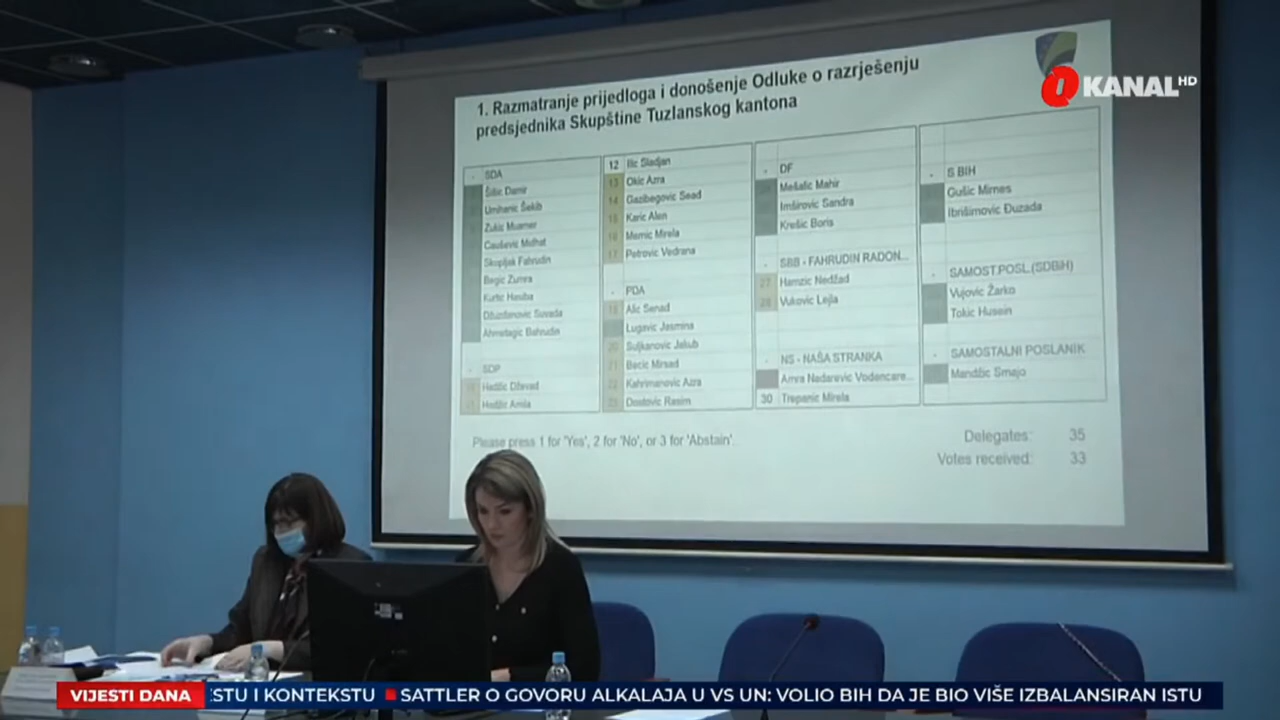 O KANAL HD
1. Razmatranje prijedloga i donošenje Odluke o razrješenju
predsjednika Skupštine Tuzlanskog kantona
- SDA
Šišic Damir
Umihanic Šekib
Zukic Muamer
Causevic Midhat
Skopljak Fahrudin
Begic Zumra
Kurtic Hasiba
Ahmetagic Bahrudin
- SDP
Hadžic Dževad
Hodžic Amila
12 Ilic Sladjan
13 Okic Azra
14 Gazibegovic Sead
15 Karic Alen
16 Memic Mirela
17 Petrovic Vedrana
- PDA
18 Alic Senad
Lugavic Jasmina
20 Suljkanovic Jakub
21 Becic Mirsad
22 Kahrimanovic Azra
23 Dostovic Rasim
- DF
Mešalic Mahir
Imširovic Sandra
Krešic Boris
- SBB - FAHRUDIN RADON...
27 Hamzic Nedžad
28 Vukovic Lejla
- NS - NAŠA STRANKA
Amra Nadarevic Vodencare...
30 Trepanic Mirela
- S BIH
Gušic Mirnes
Ibrišimovic Đuzada
- SAMOST.POSL.(SDBiH)
Vujovic Žarko
Tokic Husein
- SAMOSTALNI POSLANIK
Mandžic Smajo
Please press 1 for 'Yes', 2 for 'No', or 3 for 'Abstain'.
Delegates: 35
Votes received: 33
VIJESTI DANA
ESTU I KONTEKSTU ■ SATTLER O GOVORU ALKALAJA U VS UN: VOLIO BIH DA JE BIO VIŠE IZBALANSIRAN ISTU